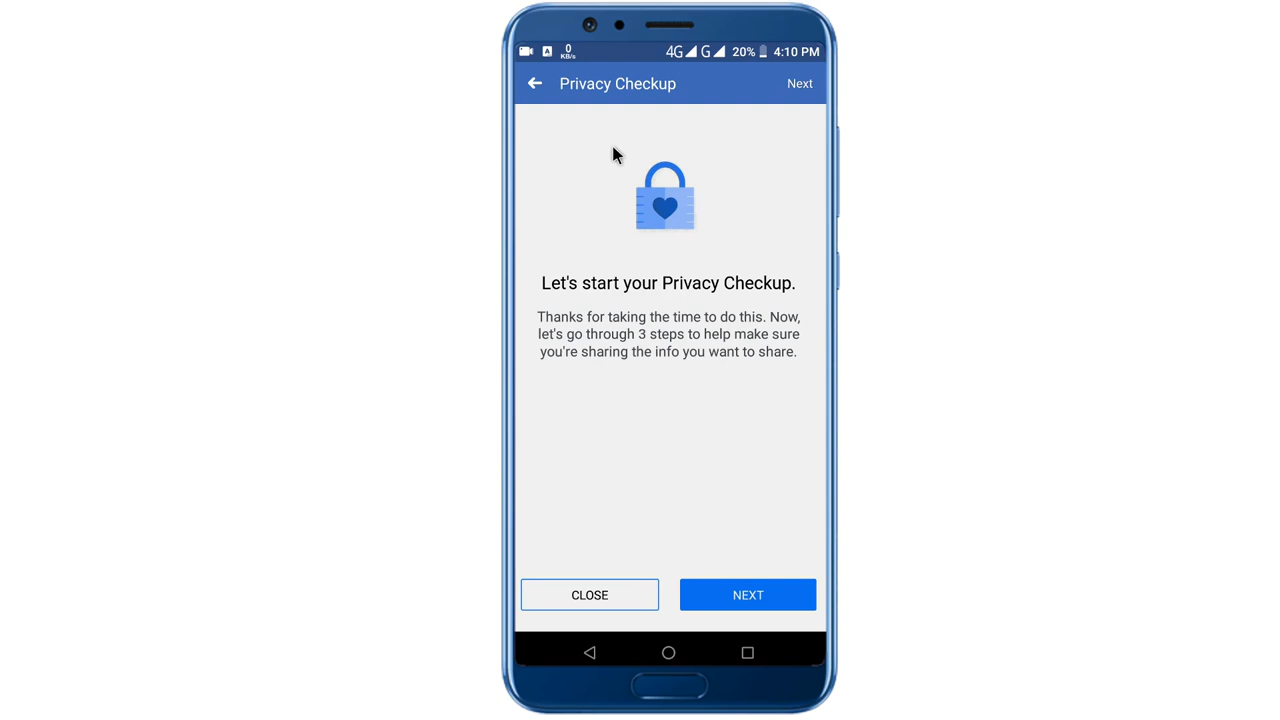 A 0 KB/s 4G G 20% 4:10 PM
Privacy Checkup Next
Let's start your Privacy Checkup.
Thanks for taking the time to do this. Now,
let's go through 3 steps to help make sure
you're sharing the info you want to share.
CLOSE NEXT